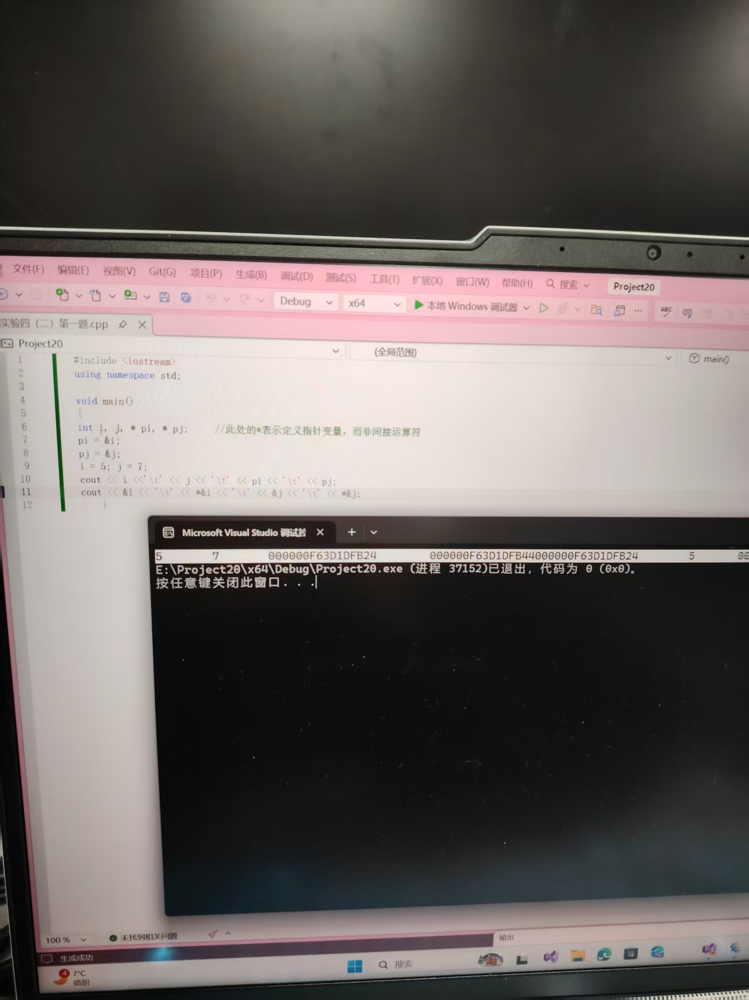 文件(F) 编辑(E) 视图(V) Git(G) 项目(P) 生成(B) 调试(D) 测试(S) 工具(T) 扩展(X) 窗口(W) 帮助(H) 搜索 Project20
Debug x64 本地 Windows 调试器
实验四（二）第一题.cpp
Project20 (全局范围) main()
1 #include <iostream>
2 using namespace std;
3
4 void main()
5 {
6 int i, j, * pi, * pj; //此处的*表示定义指针变量，而非间接运算符
7 pi = &i;
8 pj = &j;
9 i = 5; j = 7;
10 cout << i <<'\t' << j << '\t' << pi << '\t' << pj;
11 cout << &i << '\t' << *&i << '\t' << &j << '\t' << *&j;
12 }
Microsoft Visual Studio 调试
5 7 000000F63D1DFB24 000000F63D1DFB44000000F63D1DFB24 5
E:\Project20\x64\Debug\Project20.exe (进程 37152)已退出，代码为 0 (0x0)。
按任意键关闭此窗口. . .
100 % 未找到相关问题
输出
生成成功
4 7°C
晴朗
搜索